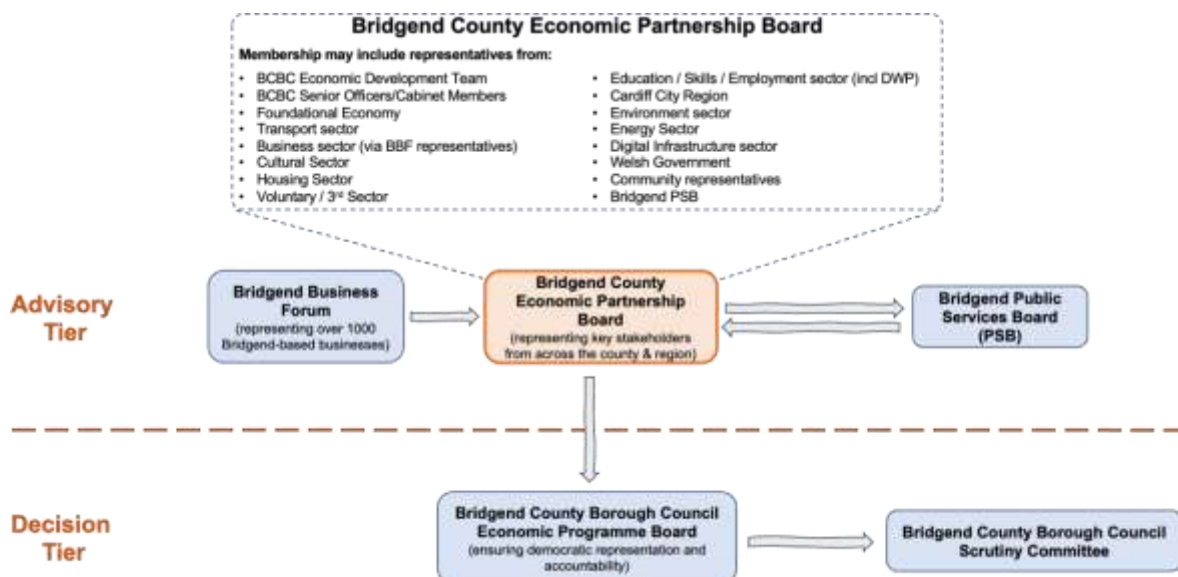 Bridgend County Economic Partnership Board
Membership may include representatives from:
• BCBC Economic Development Team
• BCBC Senior Officers/Cabinet Members
• Foundational Economy
• Transport sector
• Business sector (via BBF representatives)
• Cultural Sector
• Housing Sector
• Voluntary / 3rd Sector
• Education / Skills / Employment sector (incl DWP)
• Cardiff City Region
• Environment sector
• Energy Sector
• Digital Infrastructure sector
• Welsh Government
• Community representatives
• Bridgend PSB
Advisory
Tier
Bridgend Business
Forum
(representing over 1000
Bridgend-based businesses)
Bridgend County
Economic Partnership
Board
(representing key stakeholders
from across the county & region)
Bridgend Public
Services Board
(PSB)
Decision
Tier
Bridgend County Borough Council
Economic Programme Board
(ensuring democratic representation and
accountability)
Bridgend County Borough Council
Scrutiny Committee